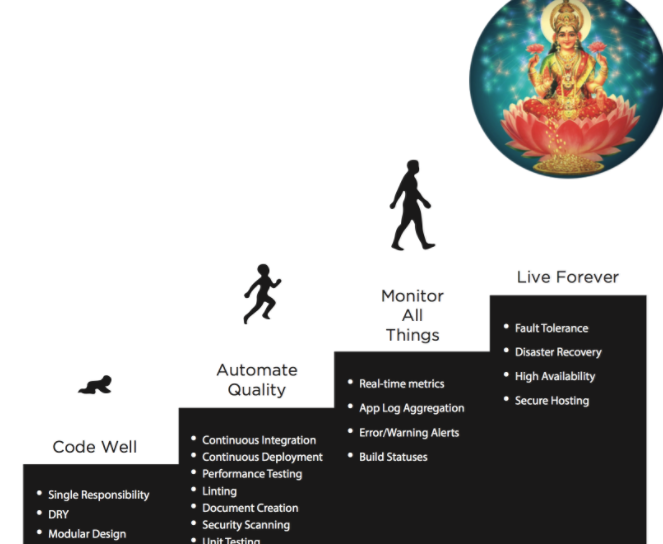 Code Well
• Single Responsibility
• DRY
• Modular Design
Automate
Quality
• Continuous Integration
• Continuous Deployment
• Performance Testing
• Linting
• Document Creation
• Security Scanning
• Unit Testing
Monitor
All
Things
• Real-time metrics
• App Log Aggregation
• Error/Warning Alerts
• Build Statuses
Live Forever
• Fault Tolerance
• Disaster Recovery
• High Availability
• Secure Hosting